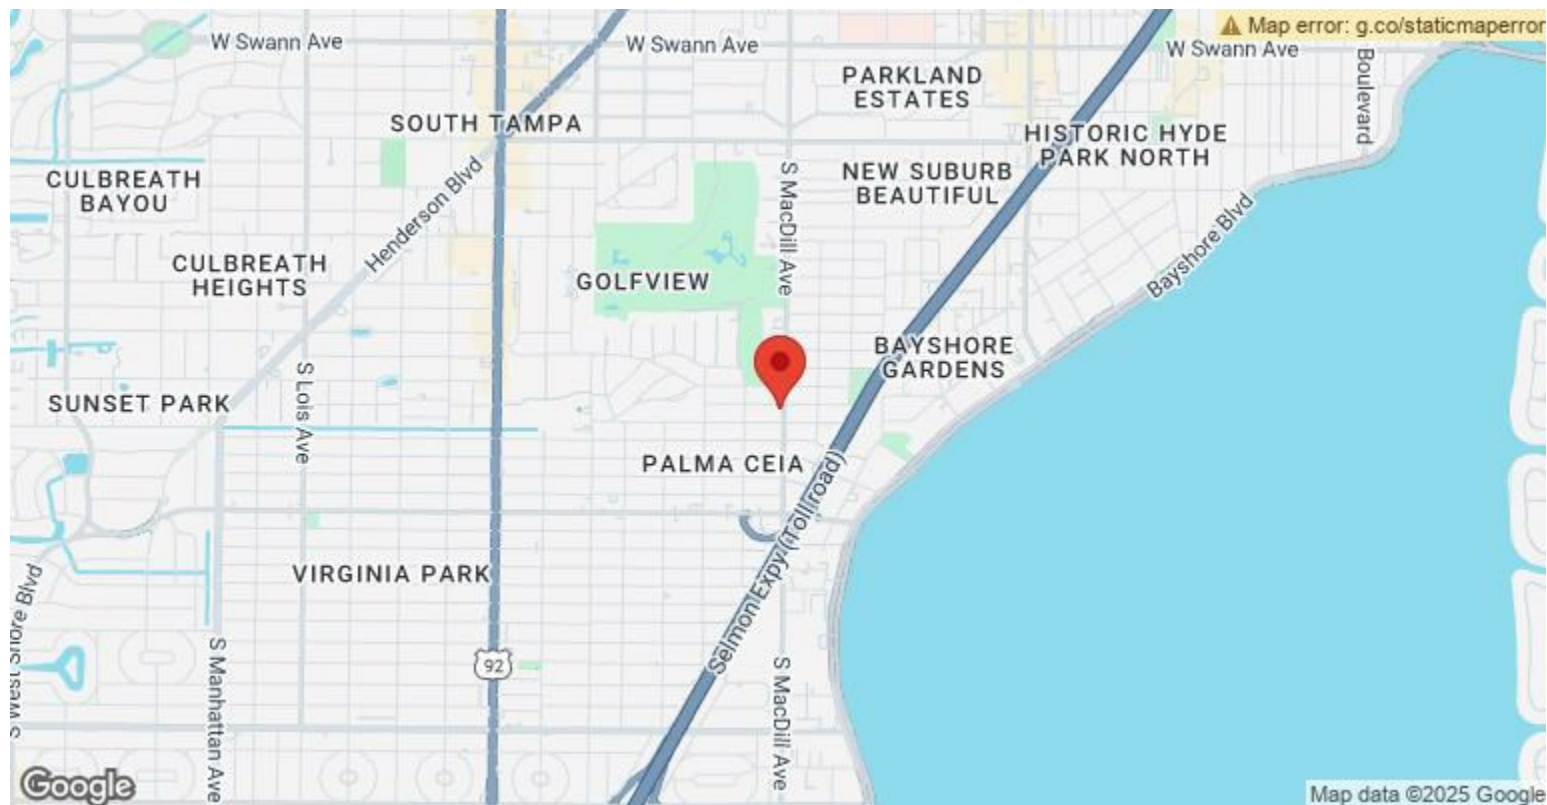 Map error: g.co/staticmaperror
W Swann Ave
W Swann Ave
W Swann Ave
PARKLAND
ESTATES
Boulevard
SOUTH TAMPA
HISTORIC HYDE
PARK NORTH
CULBREATH
BAYOU
Henderson Blvd
S MacDill Ave
NEW SUBURB
BEAUTIFUL
Bayshore Blvd
CULBREATH
HEIGHTS
GOLFVIEW
BAYSHORE
GARDENS
S Lois Ave
SUNSET PARK
PALMA CEIA
Selmon Expy (Toll road)
VIRGINIA PARK
S West Shore Blvd
92
S Manhattan Ave
S MacDill Ave
Google
Map data ©2025 Google